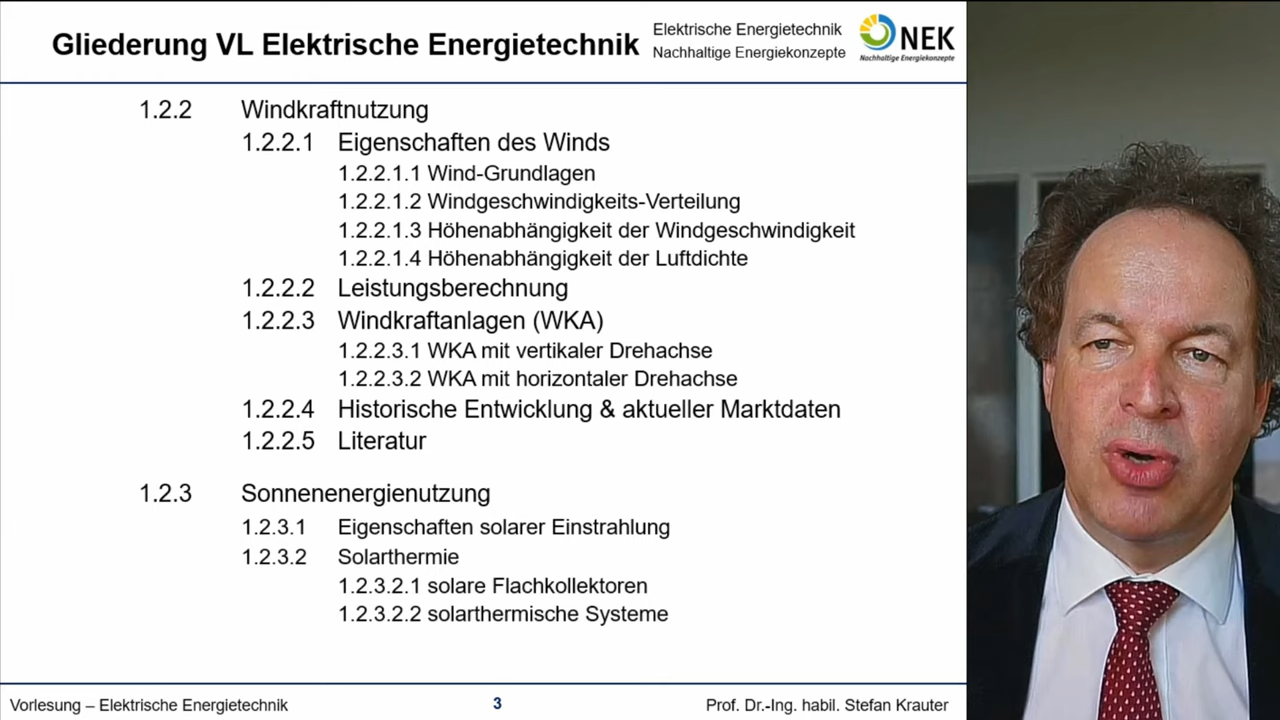 Gliederung VL Elektrische Energietechnik
Elektrische Energietechnik
Nachhaltige Energiekonzepte
NEK
Nachhaltige Energiekonzepte
1.2.2 Windkraftnutzung
1.2.2.1 Eigenschaften des Winds
1.2.2.1.1 Wind-Grundlagen
1.2.2.1.2 Windgeschwindigkeits-Verteilung
1.2.2.1.3 Höhenabhängigkeit der Windgeschwindigkeit
1.2.2.1.4 Höhenabhängigkeit der Luftdichte
1.2.2.2 Leistungsberechnung
1.2.2.3 Windkraftanlagen (WKA)
1.2.2.3.1 WKA mit vertikaler Drehachse
1.2.2.3.2 WKA mit horizontaler Drehachse
1.2.2.4 Historische Entwicklung & aktueller Marktdaten
1.2.2.5 Literatur
1.2.3 Sonnenenergienutzung
1.2.3.1 Eigenschaften solarer Einstrahlung
1.2.3.2 Solarthermie
1.2.3.2.1 solare Flachkollektoren
1.2.3.2.2 solarthermische Systeme
Vorlesung – Elektrische Energietechnik
3
Prof. Dr.-Ing. habil. Stefan Krauter